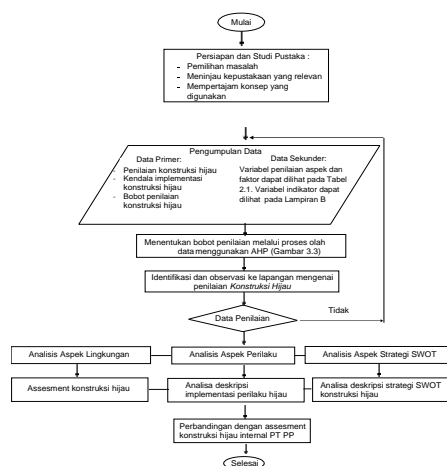 Mulai
Persiapan dan Studi Pustaka :
- Pemilihan masalah
- Meninjau kepustakaan yang relevan
- Mempertajam konsep yang
digunakan
Pengumpulan Data
Data Primer:
- Penilaian konstruksi hijau
- Kendala implementasi
konstruksi hijau
- Bobot penilaian
konstruksi hijau
Data Sekunder:
Variabel penilaian aspek dan
faktor dapat dilihat pada Tabel
2.1. Variabel indikator dapat
dilihat pada Lampiran B
Menentukan bobot penilaian melalui proses olah
data menggunakan AHP (Gambar 3.3)
Identifikasi dan observasi ke lapangan mengenai
penilaian Konstruksi Hijau
Data Penilaian
Tidak
Analisis Aspek Lingkungan
Analisis Aspek Perilaku
Analisis Aspek Strategi SWOT
Assesment konstruksi hijau
Analisa deskripsi
implementasi perilaku hijau
Analisa deskripsi strategi SWOT
konstruksi hijau
Perbandingan dengan assesment
konstruksi hijau internal PT PP
Selesai